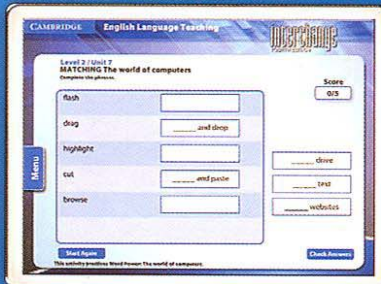 CAMBRIDGE English Language Teaching
interchange
Level 2 / Unit 7
MATCHING The world of computers
Complete the phrases.
Score
0/5
flash
drag _____ and drop
highlight
_____ drive
cut _____ and paste
_____ text
browse
_____ websites
Menu
Start Again
Check Answers
This activity practices Word Power: The world of computers.